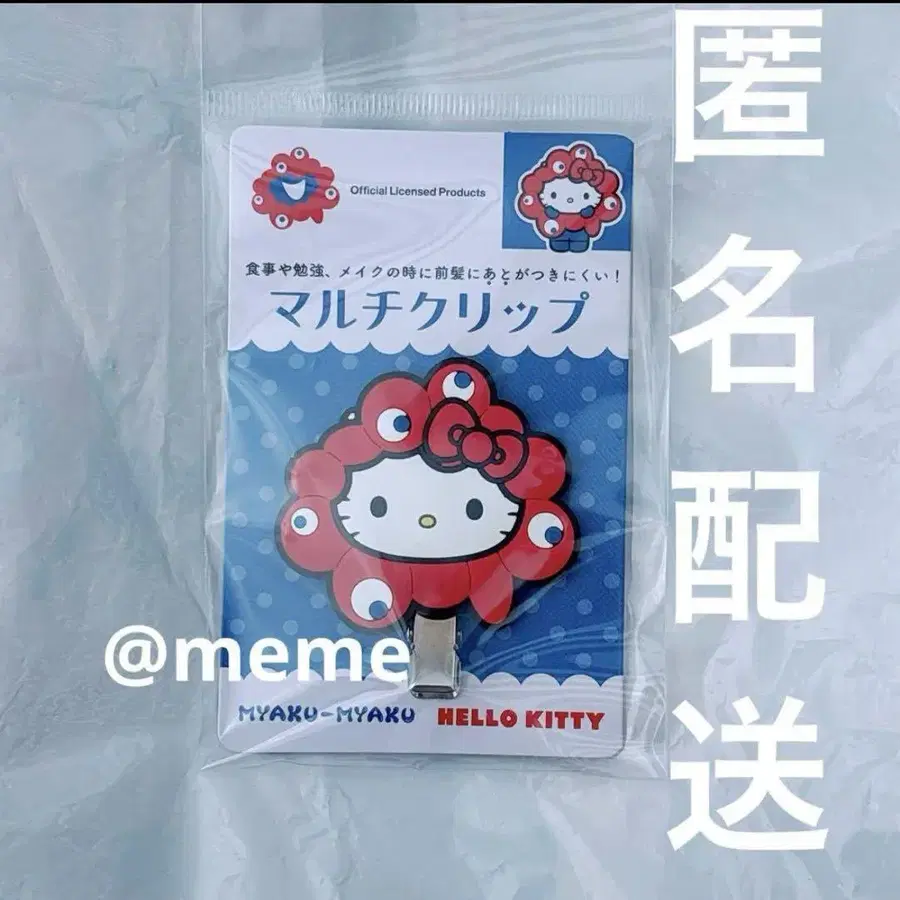 Official Licensed Products
食事や勉強、メイクの時に前髪にあとがつきにくい!
マルチクリップ
@meme
MYAKU-MYAKU HELLO KITTY
匿名配送